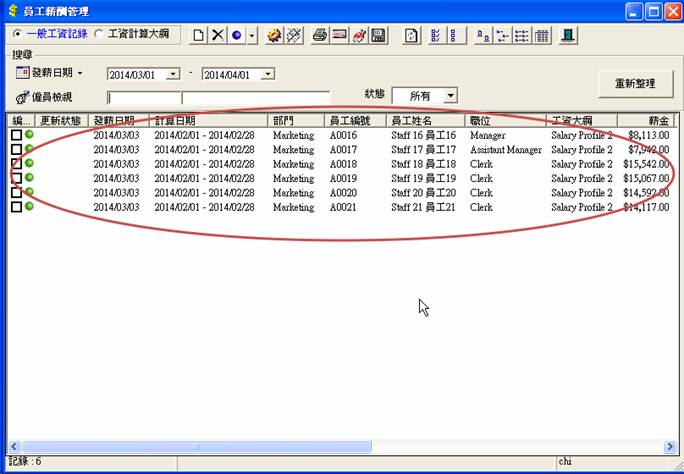 員工薪酬管理
一般工資記錄 工資計算大綱
搜尋
發薪日期 2014/03/01 - 2014/04/01
僱員檢視 狀態 所有 重新整理
編... 更新狀態 發薪日期 計算日期 部門 員工編號 員工姓名 職位 工資大綱 薪金
2014/03/03 2014/02/01 - 2014/02/28 Marketing A0016 Staff 16 員工16 Manager Salary Profile 2 $8,113.00
2014/03/03 2014/02/01 - 2014/02/28 Marketing A0017 Staff 17 員工17 Assistant Manager Salary Profile 2 $7,942.00
2014/03/03 2014/02/01 - 2014/02/28 Marketing A0018 Staff 18 員工18 Clerk Salary Profile 2 $15,542.00
2014/03/03 2014/02/01 - 2014/02/28 Marketing A0019 Staff 19 員工19 Clerk Salary Profile 2 $15,067.00
2014/03/03 2014/02/01 - 2014/02/28 Marketing A0020 Staff 20 員工20 Clerk Salary Profile 2 $14,592.00
2014/03/03 2014/02/01 - 2014/02/28 Marketing A0021 Staff 21 員工21 Clerk Salary Profile 2 $14,117.00
記錄 : 6 chi